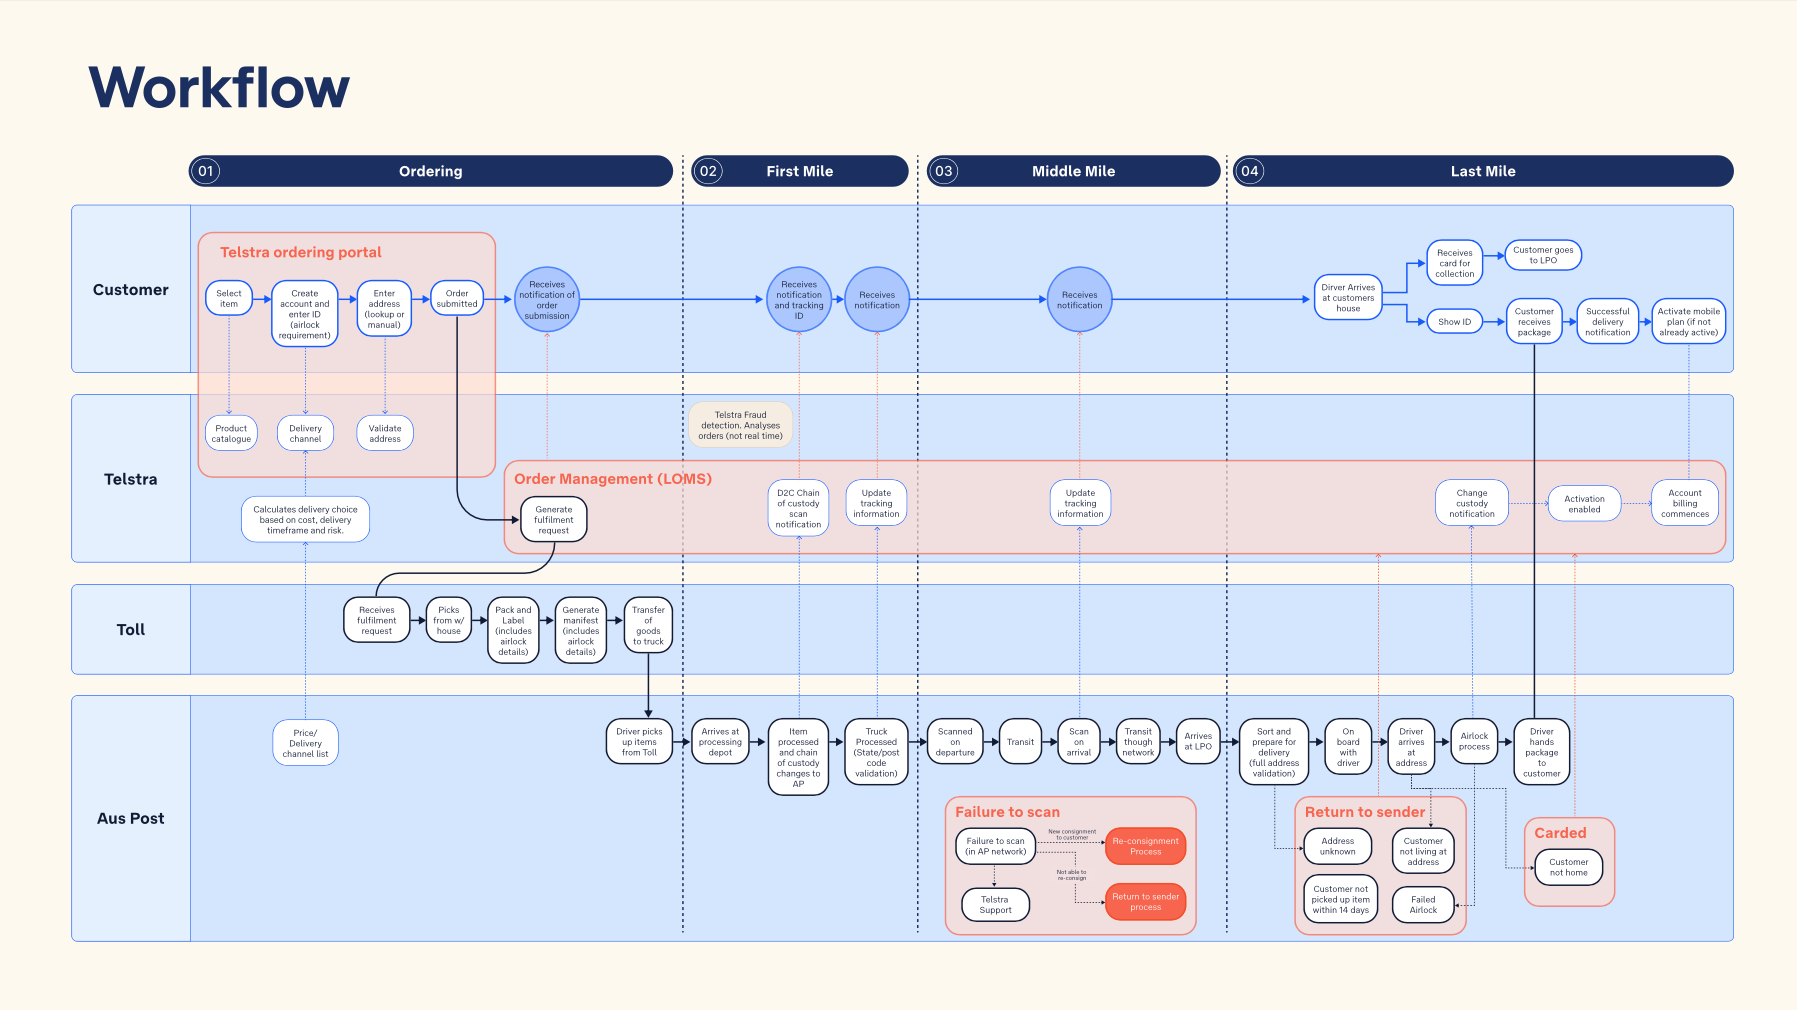 Workflow
01
Ordering
02
First Mile
03
Middle Mile
04
Last Mile
Customer
Telstra ordering portal
Select
item
Create
account and
enter ID
(airlock
requirement)
Enter
address
(lookup or
manual)
Order
submitted
Receives
notification of
order
submission
Receives
notification
and tracking
ID
Receives
notification
Receives
notification
Dirver Arrives
at customers
house
Receives
card for
collection
Customer goes
to LPO
Show ID
Customer
receives
package
Successful
delivery
notification
Activate mobile
plan (if not
already active)
Telstra
Product
catalogue
Delivery
channel
Validate
address
Calculates delivery choice
based on cost, delivery
timeframe and risk.
Telstra Fraud
detection. Analyses
orders (not real time)
Order Management (LOMS)
Generate
fulfilment
request
D2C Chain
of custody
scan
notification
Update
tracking
information
Update
tracking
information
Change
custody
notification
Activation
enabled
Account
billing
commences
Toll
Receives
fulfilment
request
Picks
from w/
house
Pack and
Label
(includes
airlock
details)
Generate
manifest
(includes
airlock
details)
Transfer
of
goods
to truck
Aus Post
Price/
Delivery
channel list
Driver picks
up items
from Toll
Arrives at
processing
depot
Item
processed
and chain
of custody
changes to
AP
Truck
Processed
(State/post
code
validation)
Scanned
on
departure
Transit
Scan
on
arrival
Transit
though
network
Arrives
at LPO
Sort and
prepare for
delivery
(full address
validation)
On
board
with
driver
Driver
arrives
at
address
Airlock
process
Driver
hands
package
to
customer
Failure to scan
Failure to scan
(in AP network)
New consignment
to customer
Re-consignment
Process
Not able to
re-consign
Telstra
Support
Return to sender
process
Return to sender
Address
unknown
Customer
not living at
address
Customer not
picked up item
within 14 days
Failed
Airlock
Carded
Customer
not home